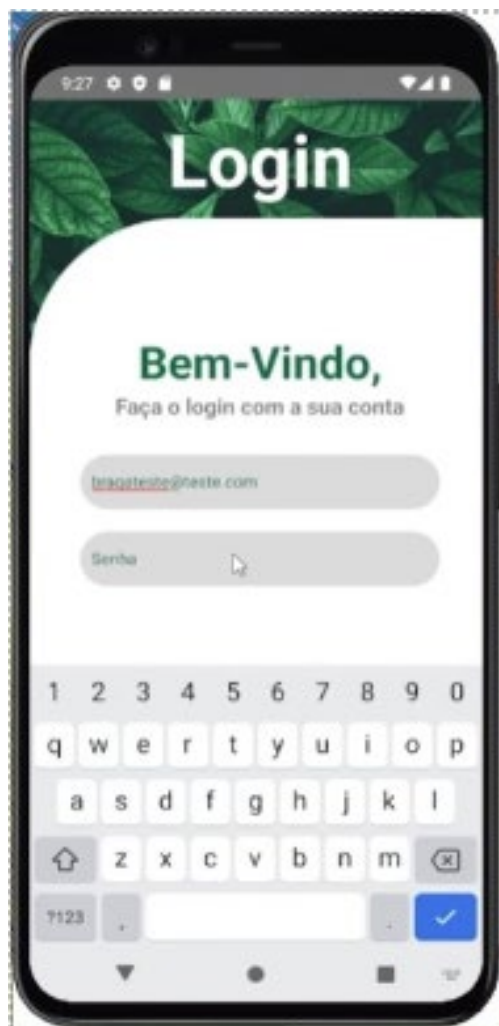 9:27
Login
Bem-Vindo,
Faça o login com a sua conta
bragateste@teste.com
Senha
1 2 3 4 5 6 7 8 9 0
q w e r t y u i o p
a s d f g h j k l
z x c v b n m
?123 , .